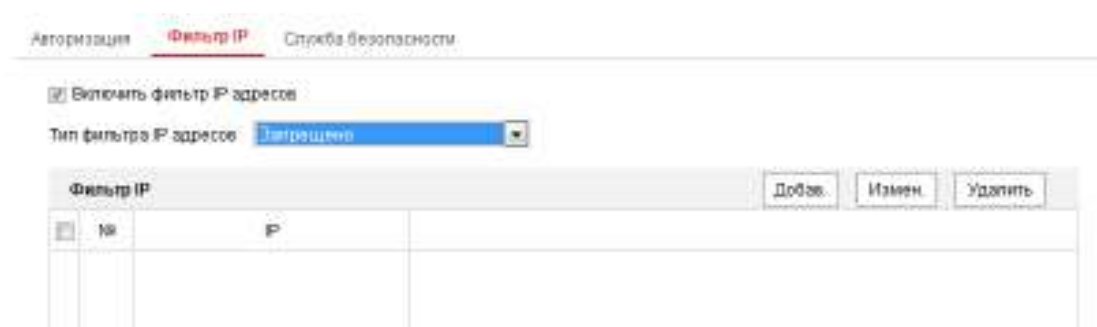 Авторизация Фильтр IP Служба безопасности
Включить фильтр IP адресов
Тип фильтра IP адресов Запрещено
Фильтр IP Добав. Измен. Удалить
№ IP